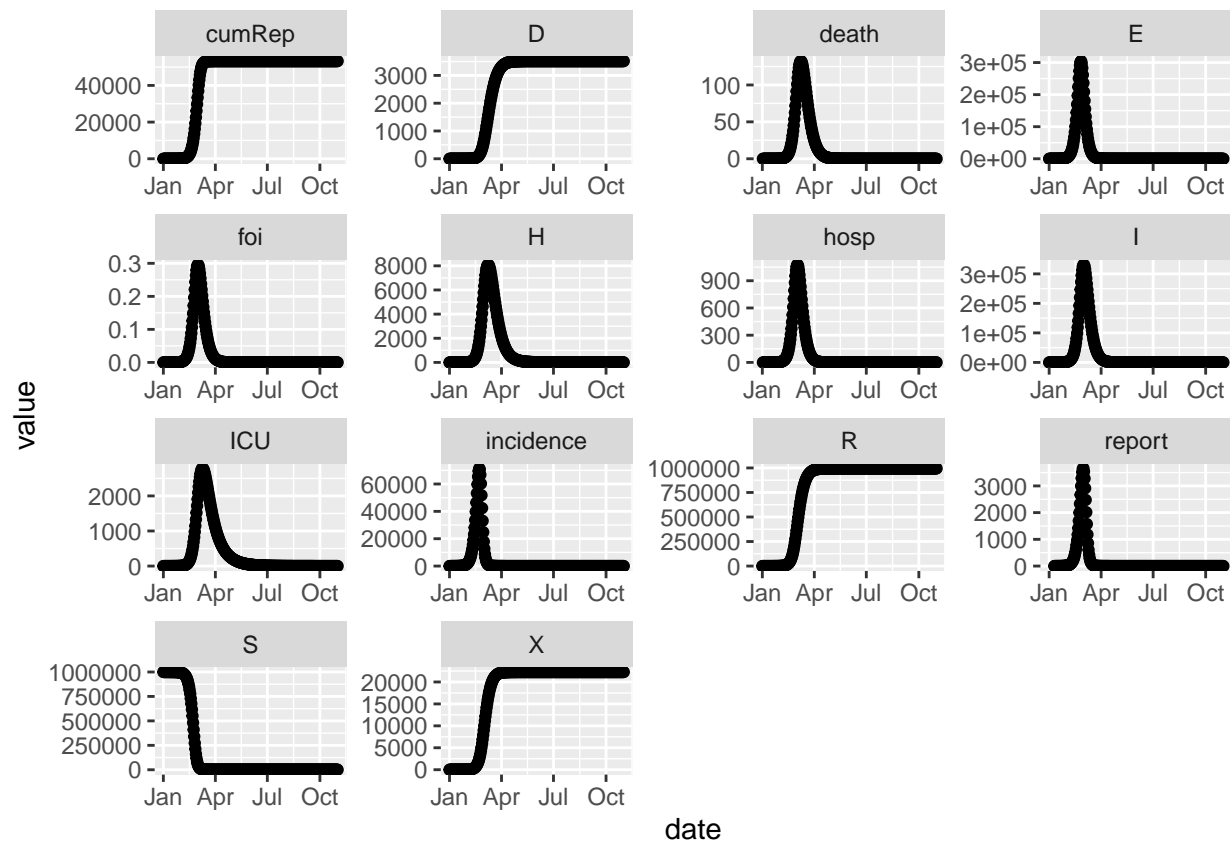 cumRep D death E
40000
20000
0
3000
2000
1000
0
100
50
0
3e+05
2e+05
1e+05
0e+00
Jan Apr Jul Oct Jan Apr Jul Oct Jan Apr Jul Oct Jan Apr Jul Oct
foi H hosp I
0.3
0.2
0.1
0.0
8000
6000
4000
2000
0
900
600
300
0
3e+05
2e+05
1e+05
0e+00
Jan Apr Jul Oct Jan Apr Jul Oct Jan Apr Jul Oct Jan Apr Jul Oct
value
ICU incidence R report
2000
1000
0
60000
40000
20000
0
1000000
750000
500000
250000
0
3000
2000
1000
0
Jan Apr Jul Oct Jan Apr Jul Oct Jan Apr Jul Oct Jan Apr Jul Oct
S X
1000000
750000
500000
250000
0
20000
15000
10000
5000
0
Jan Apr Jul Oct Jan Apr Jul Oct
date